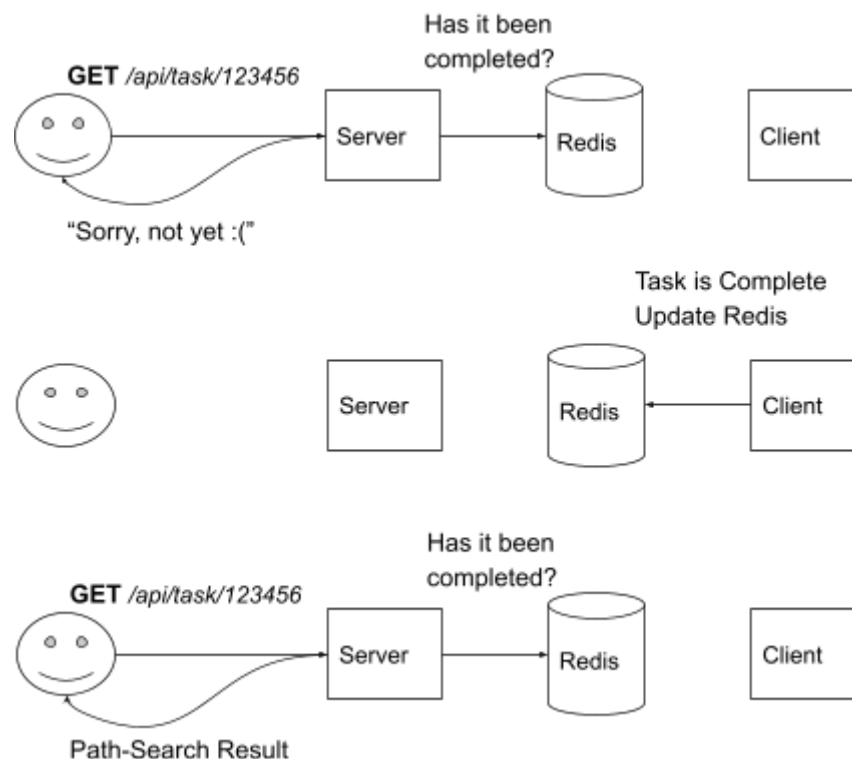 Has it been
completed?
GET /api/task/123456
Server
Redis
Client
“Sorry, not yet :(”
Task is Complete
Update Redis
Server
Redis
Client
Has it been
completed?
GET /api/task/123456
Server
Redis
Client
Path-Search Result